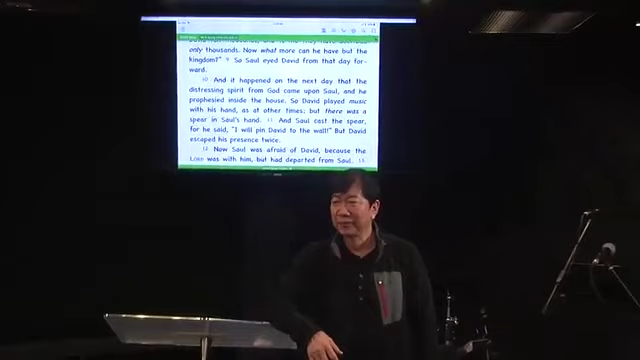 only thousands. Now what more can he have but the
kingdom?" 9 So Saul eyed David from that day for-
ward.
10 And it happened on the next day that the
distressing spirit from God came upon Saul, and he
prophesied inside the house. So David played music
with his hand, as at other times; but there was a
spear in Saul's hand. 11 And Saul cast the spear,
for he said, "I will pin David to the wall!" But David
escaped his presence twice.
12 Now Saul was afraid of David, because the
LORD was with him, but had departed from Saul. 13